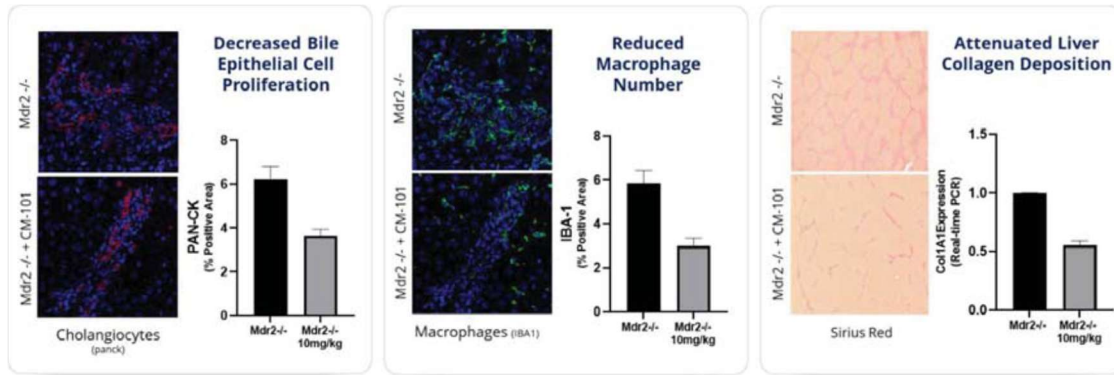 Decreased Bile
Epithelial Cell
Proliferation
Mdr2 -/-
Mdr2 -/- + CM-101
Cholangiocytes
(panck)
PAN-CK
(% Positive Area)
8
6
4
2
0
Mdr2-/-
Mdr2-/-
10mg/kg
Reduced
Macrophage
Number
Mdr2 -/-
Mdr2 -/- + CM-101
Macrophages (IBA1)
IBA-1
(% Positive Area)
8
6
4
2
0
Mdr2-/-
Mdr2-/-
10mg/kg
Attenuated Liver
Collagen Deposition
Mdr2 -/-
Mdr2 -/- + CM-101
Sirius Red
Col1A1Expression
(Real-time PCR)
1.5
1.0
0.5
0.0
Mdr2-/-
Mdr2-/-
10mg/kg